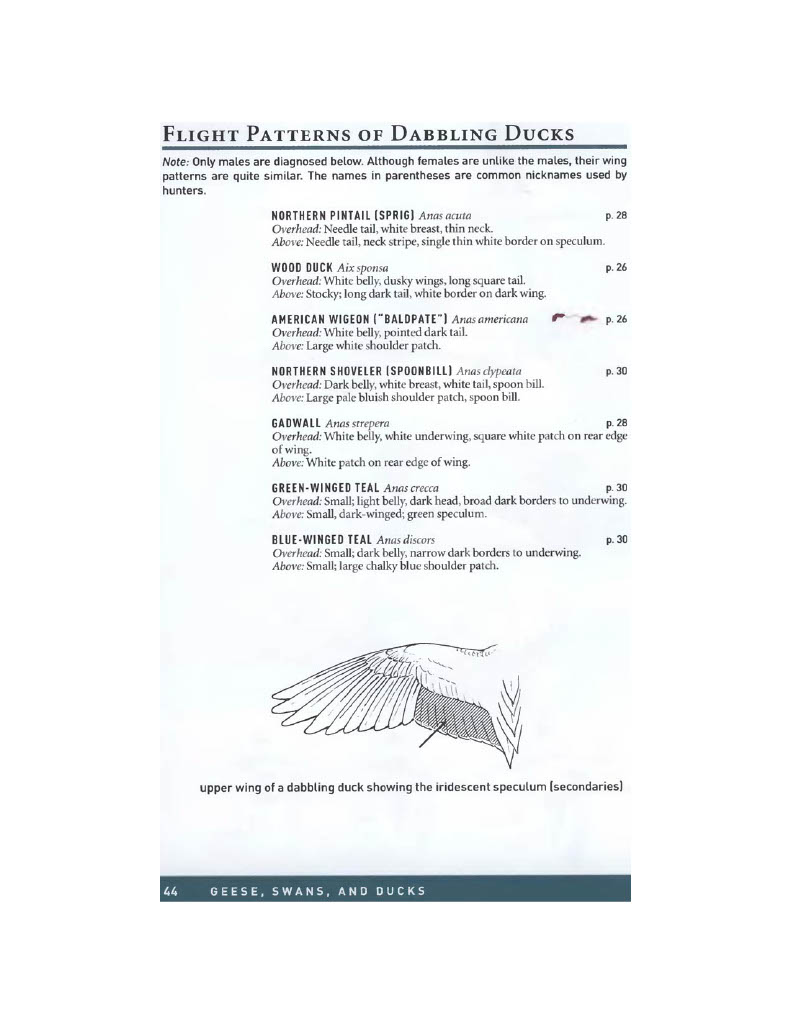 FLIGHT PATTERNS OF DABBLING DUCKS
Note: Only males are diagnosed below. Although females are unlike the males, their wing
patterns are quite similar. The names in parentheses are common nicknames used by
hunters.
NORTHERN PINTAIL (SPRIG) Anas acuta p. 28
Overhead: Needle tail, white breast, thin neck.
Above: Needle tail, neck stripe, single thin white border on speculum.
WOOD DUCK Aix sponsa p. 26
Overhead: White belly, dusky wings, long square tail.
Above: Stocky; long dark tail, white border on dark wing.
AMERICAN WIGEON ("BALDPATE") Anas americana p. 26
Overhead: White belly, pointed dark tail.
Above: Large white shoulder patch.
NORTHERN SHOVELER (SPOONBILL) Anas clypeata p. 30
Overhead: Dark belly, white breast, white tail, spoon bill.
Above: Large pale bluish shoulder patch, spoon bill.
GADWALL Anas strepera p. 28
Overhead: White belly, white underwing, square white patch on rear edge
of wing.
Above: White patch on rear edge of wing.
GREEN-WINGED TEAL Anas crecca p. 30
Overhead: Small; light belly, dark head, broad dark borders to underwing.
Above: Small, dark-winged; green speculum.
BLUE-WINGED TEAL Anas discors p. 30
Overhead: Small; dark belly, narrow dark borders to underwing.
Above: Small; large chalky blue shoulder patch.
upper wing of a dabbling duck showing the iridescent speculum (secondaries)
44 GEESE, SWANS, AND DUCKS